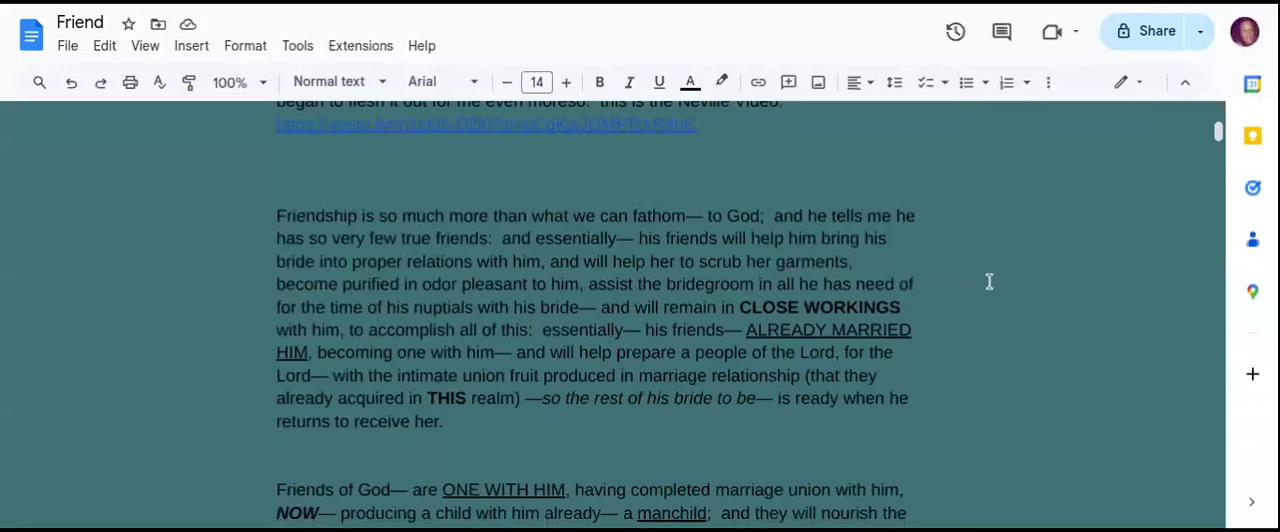 Friend
File Edit View Insert Format Tools Extensions Help
Share
100% Normal text Arial 14
began to flesh it out for me even moreso: this is the Neville Video:
Friendship is so much more than what we can fathom— to God; and he tells me he
has so very few true friends: and essentially— his friends will help him bring his
bride into proper relations with him, and will help her to scrub her garments,
become purified in odor pleasant to him, assist the bridegroom in all he has need of
for the time of his nuptials with his bride— and will remain in CLOSE WORKINGS
with him, to accomplish all of this: essentially— his friends— ALREADY MARRIED
HIM, becoming one with him— and will help prepare a people of the Lord, for the
Lord— with the intimate union fruit produced in marriage relationship (that they
already acquired in THIS realm) —so the rest of his bride to be— is ready when he
returns to receive her.
Friends of God— are ONE WITH HIM, having completed marriage union with him,
NOW— producing a child with him already— a manchild; and they will nourish the